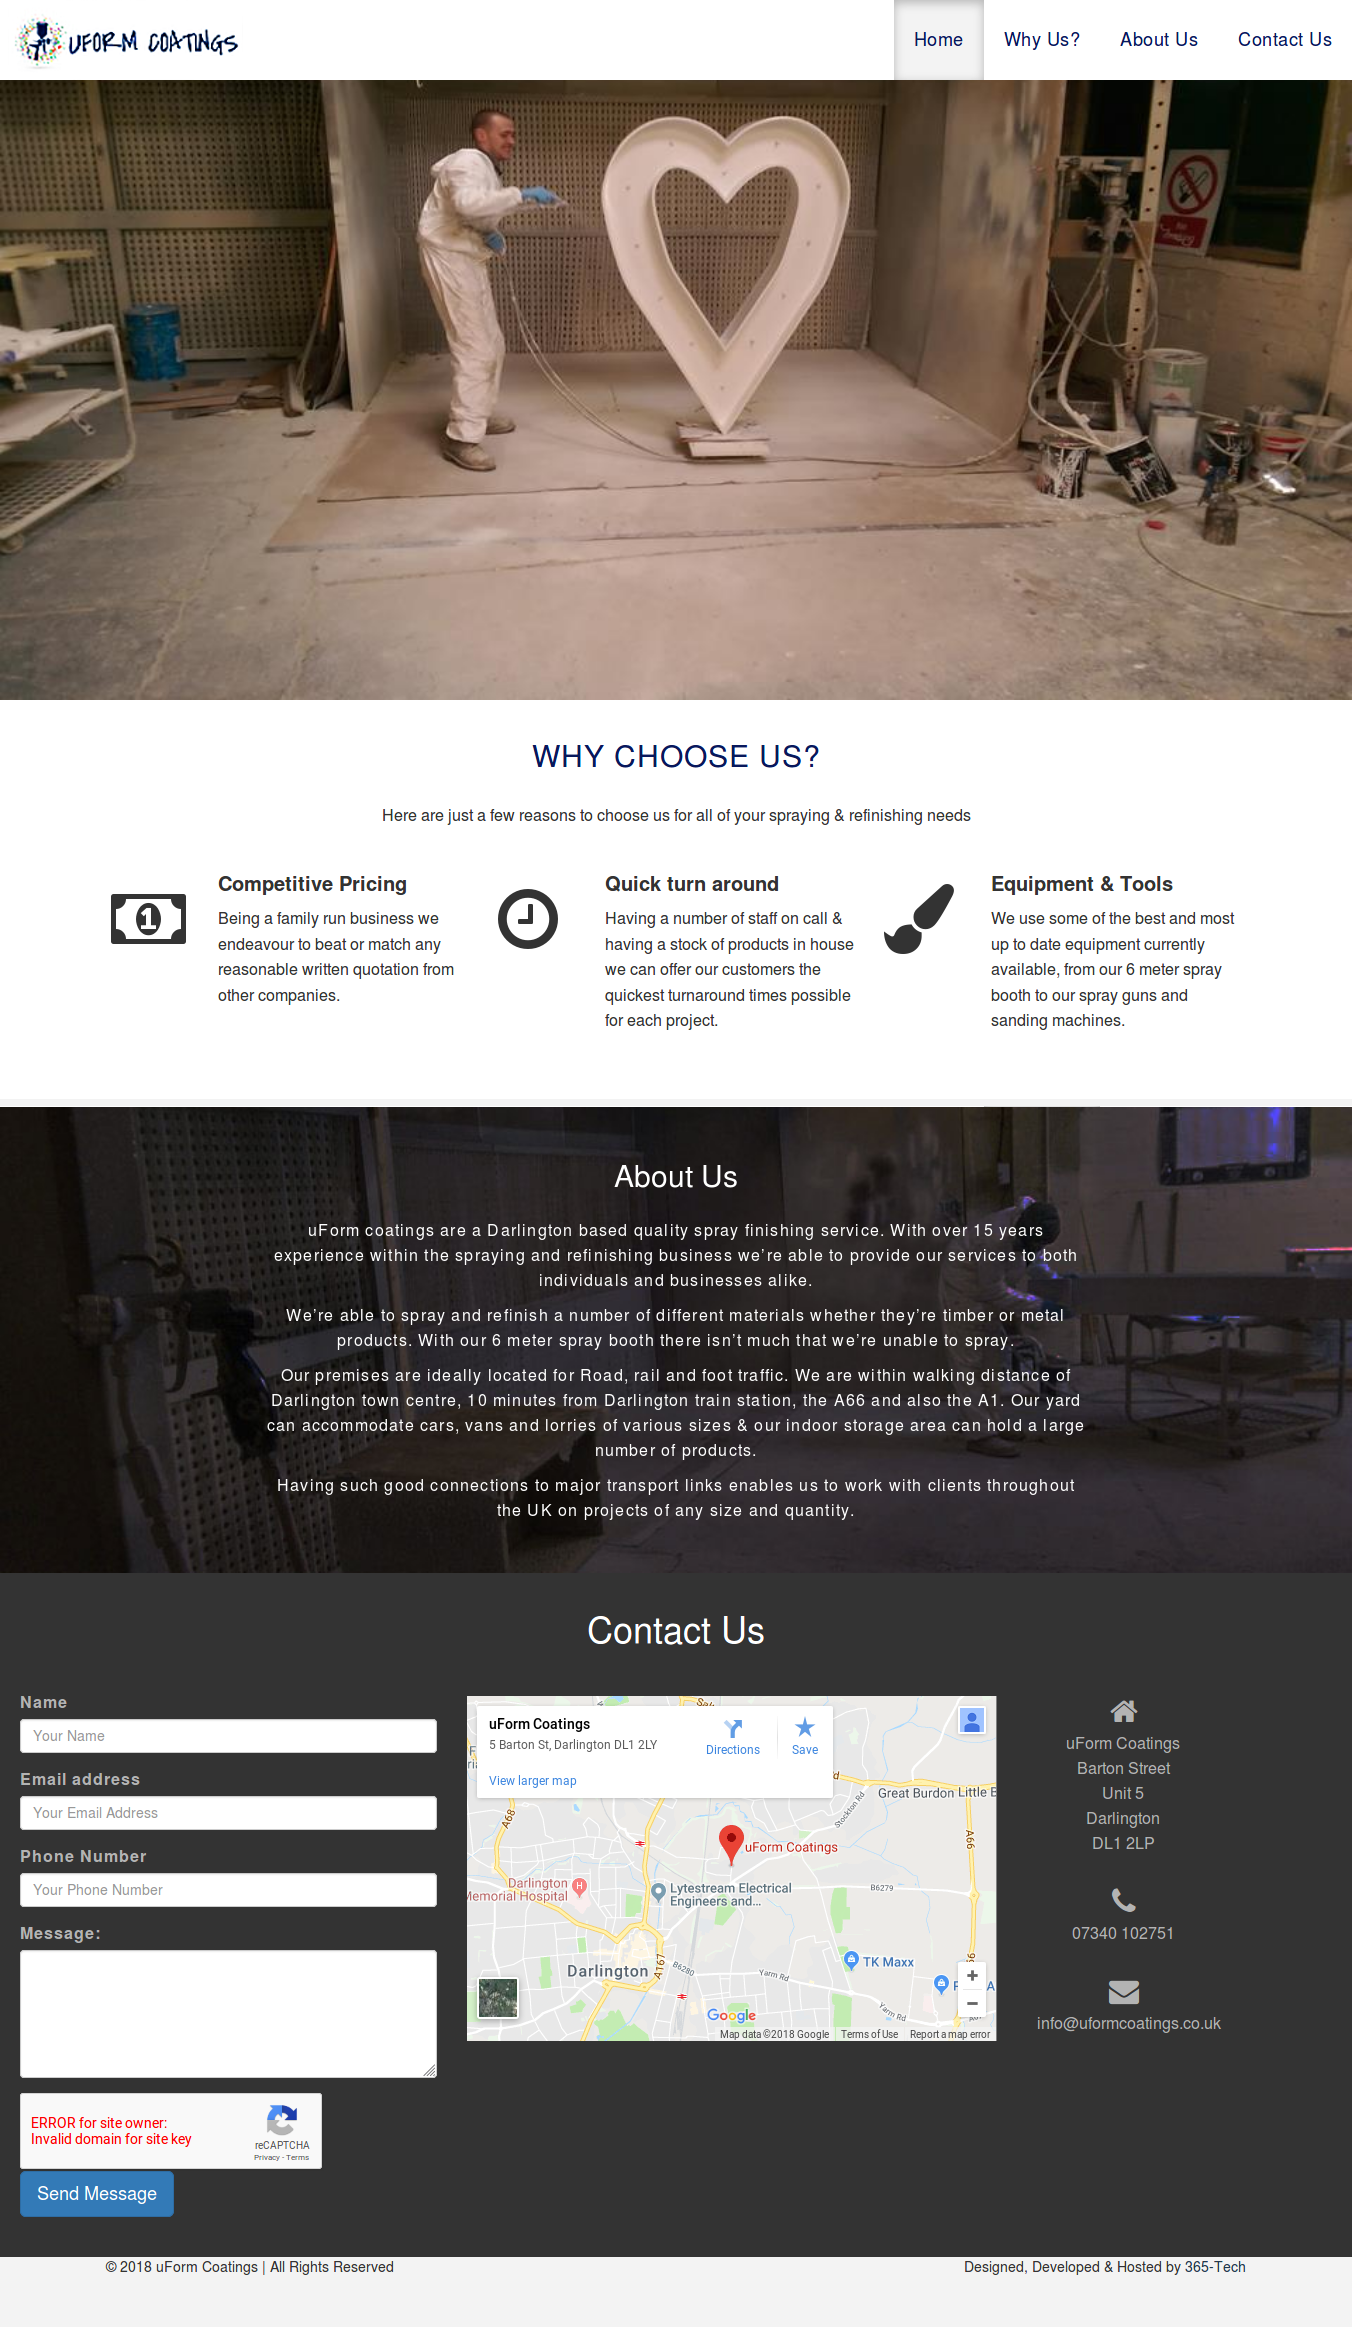 UFORM COATINGS
Home
Why Us?
About Us
Contact Us
WHY CHOOSE US?
Here are just a few reasons to choose us for all of your spraying & refinishing needs
Competitive Pricing
Being a family run business we
endeavour to beat or match any
reasonable written quotation from
other companies.
Quick turn around
Having a number of staff on call &
having a stock of products in house
we can offer our customers the
quickest turnaround times possible
for each project.
Equipment & Tools
We use some of the best and most
up to date equipment currently
available, from our 6 meter spray
booth to our spray guns and
sanding machines.
About Us
uForm coatings are a Darlington based quality spray finishing service. With over 15 years
experience within the spraying and refinishing business we’re able to provide our services to both
individuals and businesses alike.
We’re able to spray and refinish a number of different materials whether they’re timber or metal
products. With our 6 meter spray booth there isn’t much that we’re unable to spray.
Our premises are ideally located for Road, rail and foot traffic. We are within walking distance of
Darlington town centre, 10 minutes from Darlington train station, the A66 and also the A1. Our yard
can accommodate cars, vans and lorries of various sizes & our indoor storage area can hold a large
number of products.
Having such good connections to major transport links enables us to work with clients throughout
the UK on projects of any size and quantity.
Contact Us
Name
Your Name
Email address
Your Email Address
Phone Number
Your Phone Number
Message:
ERROR for site owner:
Invalid domain for site key
reCAPTCHA
Privacy - Terms
Send Message
uForm Coatings
5 Barton St, Darlington DL1 2LY
View larger map
Directions
Save
Great Burdon
Little B
Stockton Rd
A68
A66
uForm Coatings
Darlington
Memorial Hospital
H
Lytestream Electrical
Engineers and...
B6279
TK Maxx
Darlington
A167
B6280
Yarm Rd
Yarm Rd
Google
Map data ©2018 Google
Terms of Use
Report a map error
uForm Coatings
Barton Street
Unit 5
Darlington
DL1 2LP
07340 102751
info@uformcoatings.co.uk
© 2018 uForm Coatings | All Rights Reserved
Designed, Developed & Hosted by 365-Tech